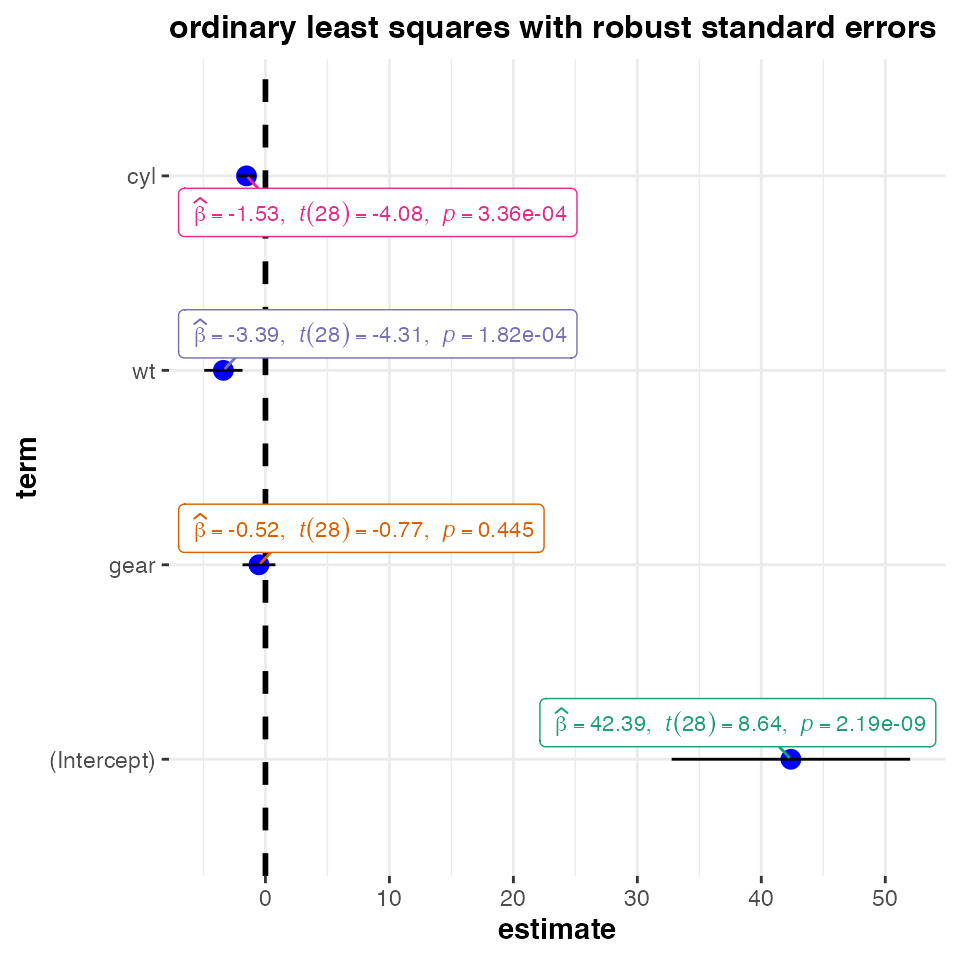 ordinary least squares with robust standard errors
cyl
β̂ = -1.53, t(28) = -4.08, p = 3.36e-04
β̂ = -3.39, t(28) = -4.31, p = 1.82e-04
wt
term
β̂ = -0.52, t(28) = -0.77, p = 0.445
gear
β̂ = 42.39, t(28) = 8.64, p = 2.19e-09
(Intercept)
0 10 20 30 40 50
estimate